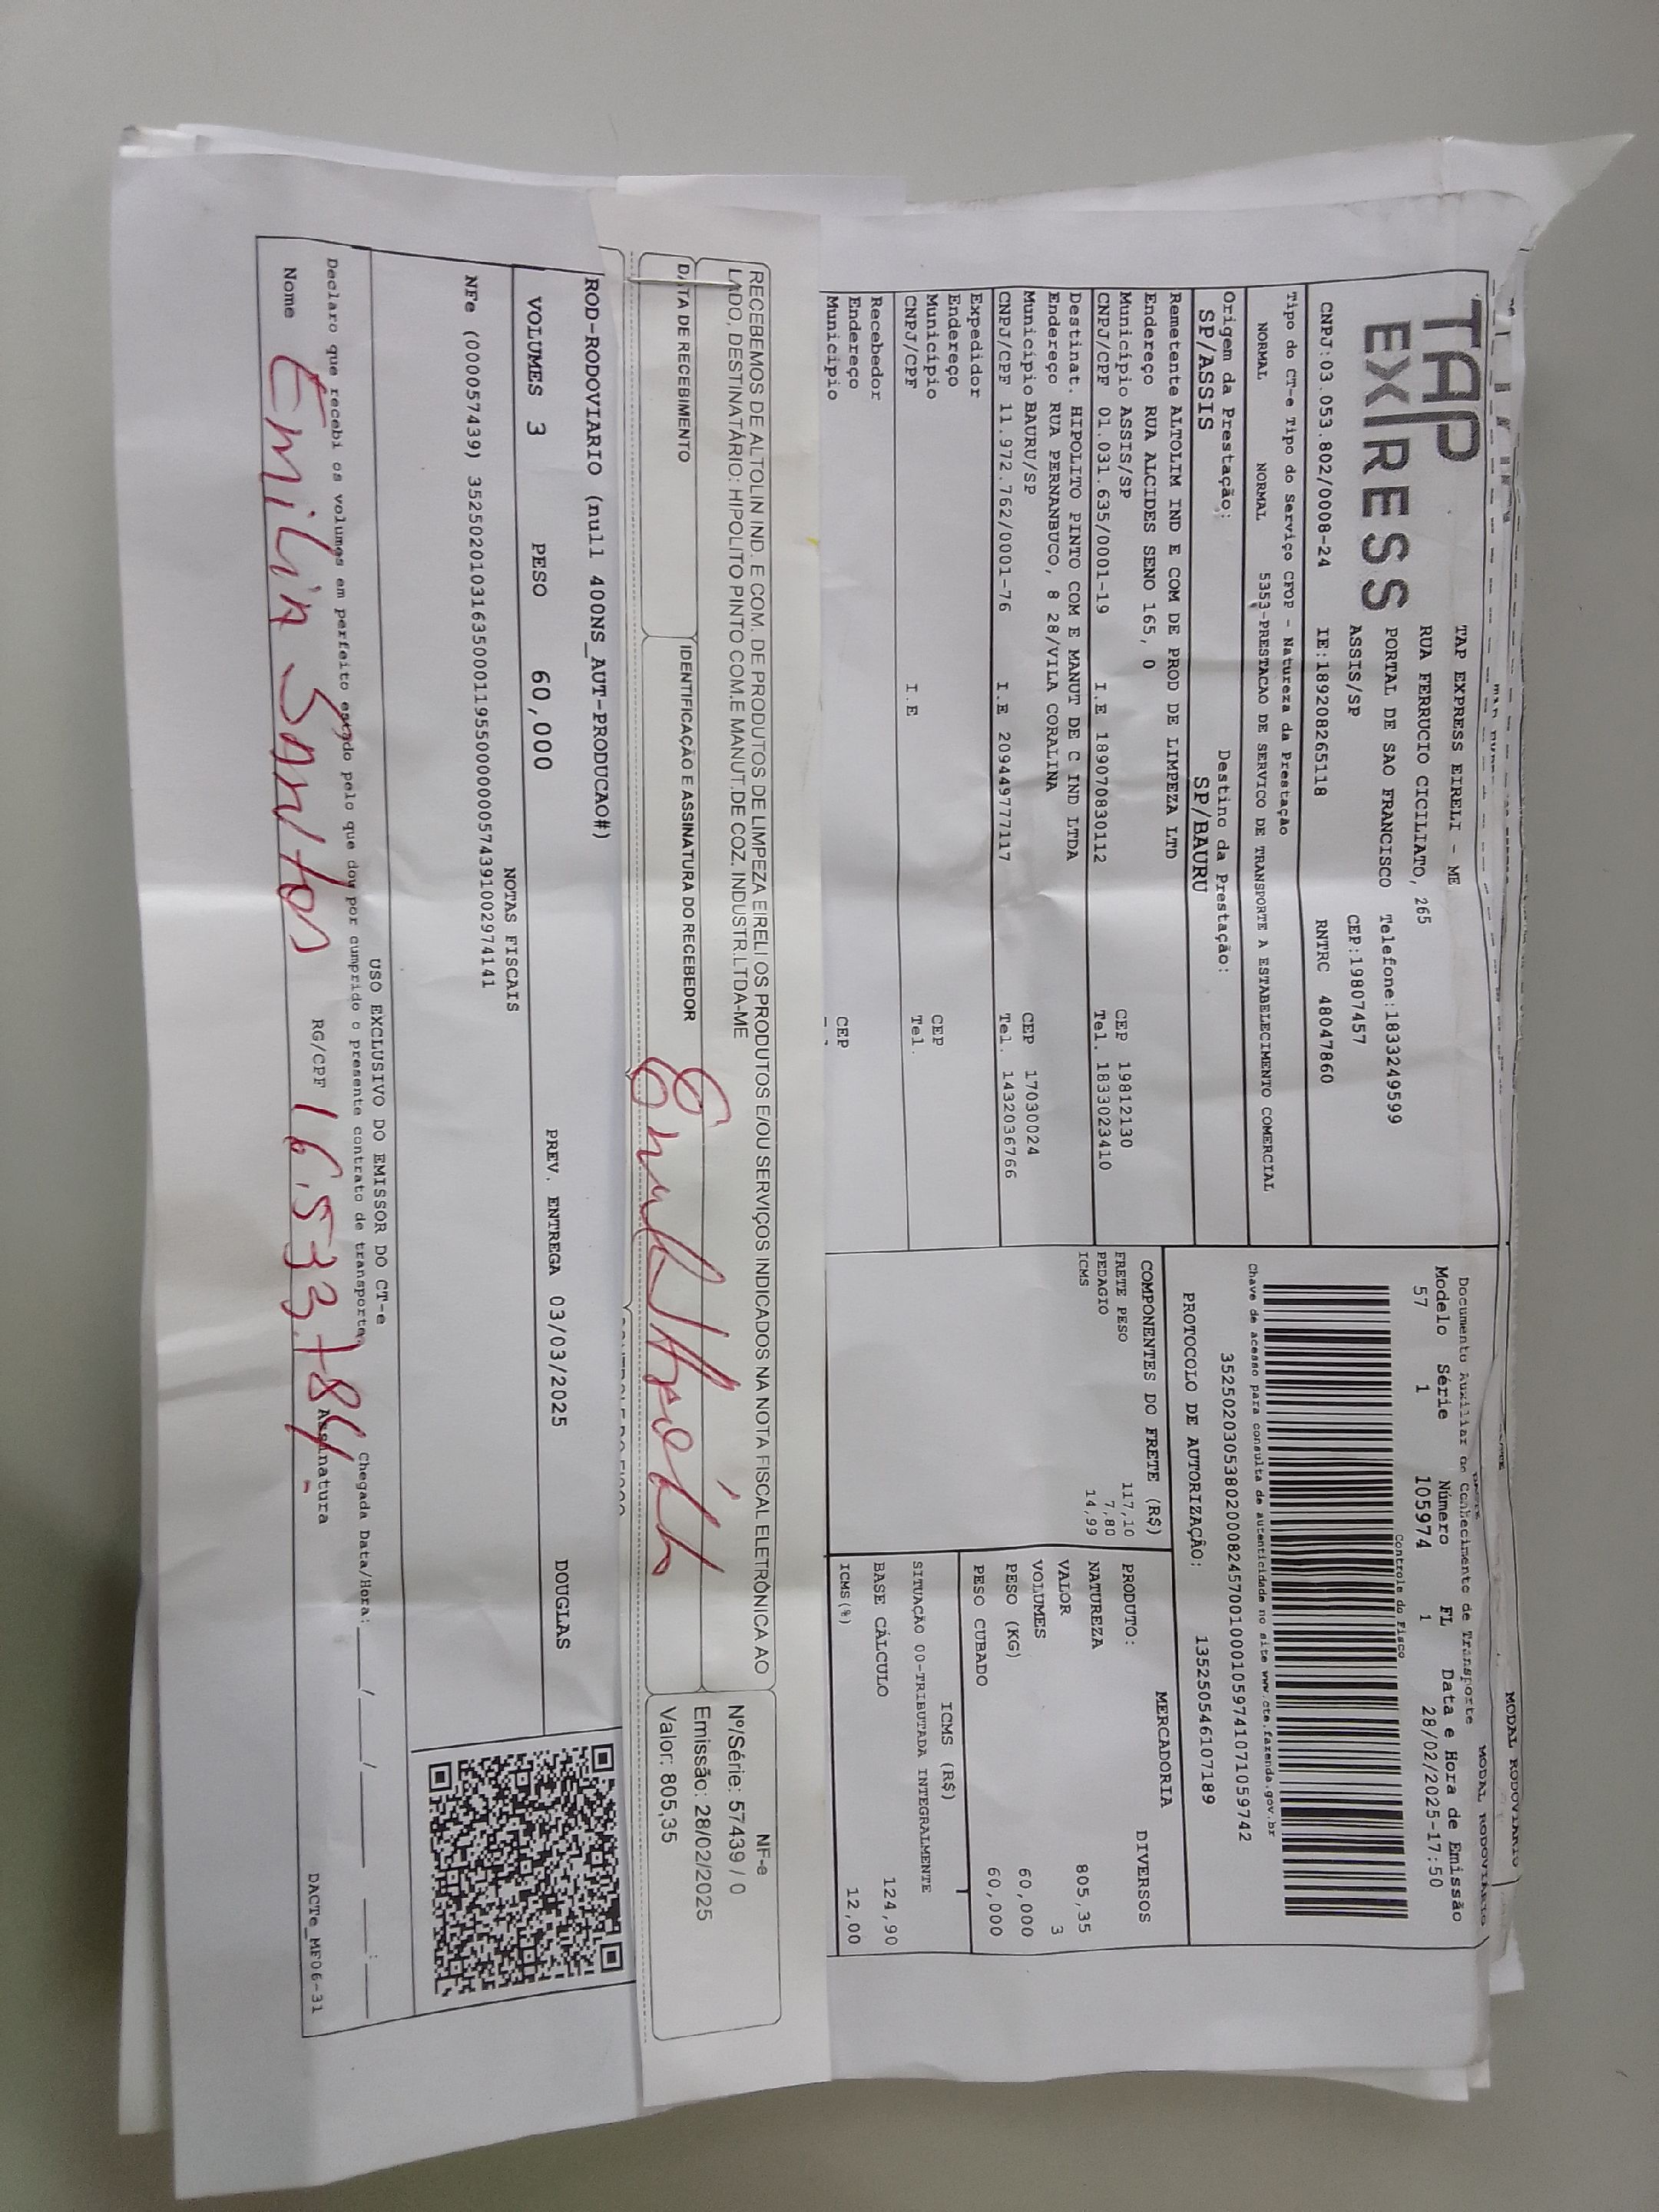 MODAL RODOVIARIO
MODAL RODOVIARIO
TAP EXPRESS
TAP EXPRESS EIRELI - ME
RUA FERRUCIO CICILIATO, 265
PORTAL DE SAO FRANCISCO Telefone:1833249599
ASSIS/SP CEP:19807457
CNPJ:03.053.802/0008-24 IE:189208265118 RNTRC 48047860
Documento Auxiliar de Conhecimento de Transporte
Modelo Série Número FL Data e Hora de Emissão
57 1 105974 1 28/02/2025-17:50
Controle do Fisco
Chave de acesso para consulta de autenticidade no site www.cte.fazenda.gov.br
35250203053802000824570010001059741071059742
Tipo do CT-e Tipo do Serviço CFOP - Natureza da Prestação
NORMAL NORMAL 5353-PRESTACAO DE SERVICO DE TRANSPORTE A ESTABELECIMENTO COMERCIAL
PROTOCOLO DE AUTORIZAÇÃO: 135250546107189
Origem da Prestação: Destino da Prestação:
SP/ASSIS SP/BAURU
Remetente ALTOLIM IND E COM DE PROD DE LIMPEZA LTD
Endereço RUA ALCIDES SENO 165, 0
Município ASSIS/SP CEP 19812130
CNPJ/CPF 01.031.635/0001-19 I.E 189070830112 Tel. 1833023410
Destinat. HIPOLITO PINTO COM E MANUT DE C IND LTDA
Endereço RUA PERNANBUCO, 8 28/VILA CORALINA
Município BAURU/SP CEP 17030024
CNPJ/CPF 11.972.762/0001-76 I.E 209449777117 Tel. 1432036766
Expedidor
Endereço
Município CEP
CNPJ/CPF I.E Tel.
Recebedor
Endereço
Município CEP
COMPONENTES DO FRETE (R$)
FRETE PESO 117,10
PEDAGIO 7,80
ICMS 14,99
MERCADORIA
PRODUTO: DIVERSOS
NATUREZA
VALOR 805,35
VOLUMES 3
PESO (KG) 60,000
PESO CUBADO 60,000
ICMS (R$)
SITUAÇÃO 00-TRIBUTADA INTEGRALMENTE
BASE CÁLCULO 124,90
ICMS(%) 12,00
RECEBEMOS DE ALTOLIN IND. E COM. DE PRODUTOS DE LIMPEZA EIRELI OS PRODUTOS E/OU SERVIÇOS INDICADOS NA NOTA FISCAL ELETRÔNICA AO
LADO, DESTINATÁRIO: HIPOLITO PINTO COM.E MANUT.DE COZ. INDUSTR.LTDA-ME
DATA DE RECEBIMENTO IDENTIFICAÇÃO E ASSINATURA DO RECEBEDOR
NF-e
Nº/Série: 57439 / 0
Emissão: 28/02/2025
Valor: 805,35
ROD-RODOVIARIO (null 400NS_AUT-PRODUCAO#)
VOLUMES 3 PESO 60,000 PREV. ENTREGA 03/03/2025 DOUGLAS
NOTAS FISCAIS
NFe (000057439) 35250201031635000119550000000574391002974141
USO EXCLUSIVO DO EMISSOR DO CT-e
Declaro que recebi os volumes em perfeito estado pelo que dou por cumprido o presente contrato de transporte. Chegada Data/Hora: ___/___/___ __:__
Nome Emilia Santos RG/CPF 16.533.784- Assinatura
DACTe_MF06-31